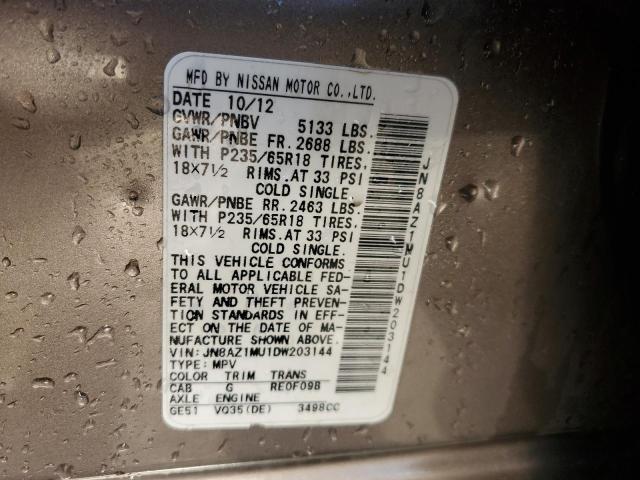 MFD BY NISSAN MOTOR CO.,LTD.
DATE 10/12
GVWR/PNBV 5133 LBS.
GAWR/PNBE FR. 2688 LBS.
WITH P235/65R18 TIRES,
18×7½ RIMS.AT 33 PSI
COLD SINGLE.
GAWR/PNBE RR. 2463 LBS.
WITH P235/65R18 TIRES,
18×7½ RIMS.AT 33 PSI
COLD SINGLE.
THIS VEHICLE CONFORMS
TO ALL APPLICABLE FED-
ERAL MOTOR VEHICLE SA-
FETY AND THEFT PREVEN-
TION STANDARDS IN EFF-
ECT ON THE DATE OF MA-
NUFACTURE SHOWN ABOVE.
VIN: JN8AZ1MU1DW203144
TYPE: MPV
COLOR TRIM TRANS
CAB G RE0F09B
AXLE ENGINE
GE51 VQ35(DE) 3498CC
JN8AZ1MU1DW203144